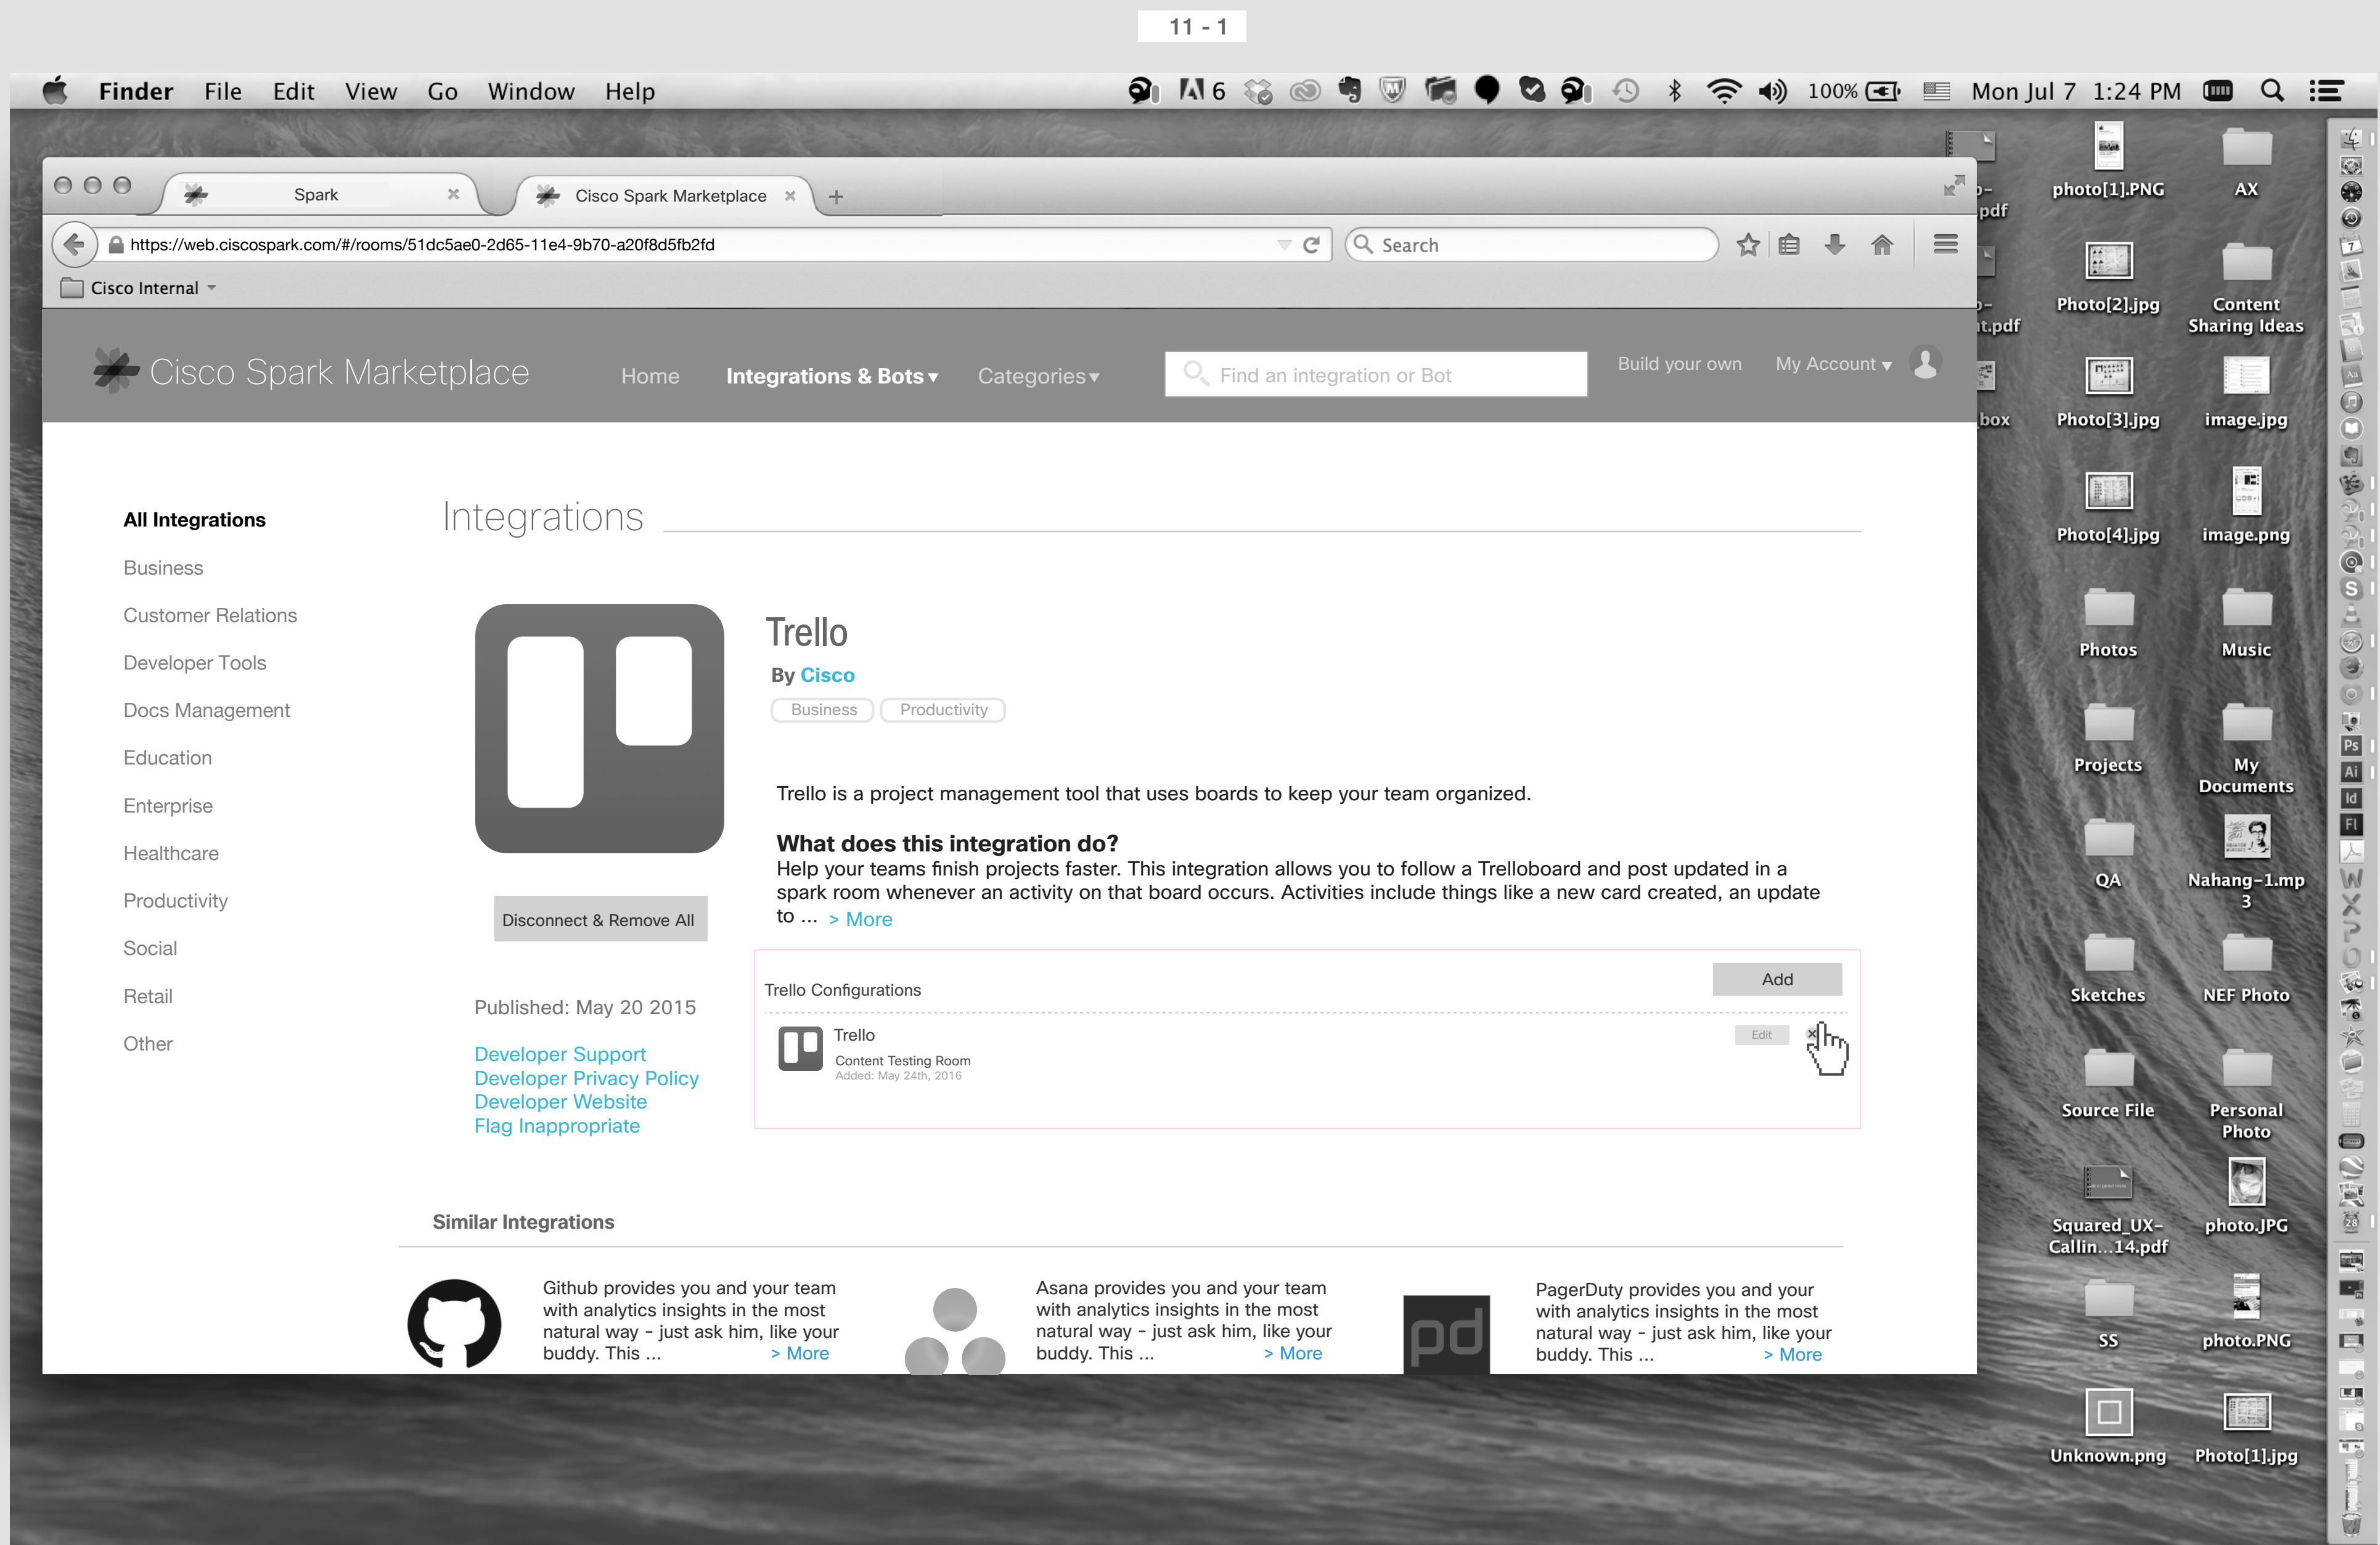 11 - 1
Finder File Edit View Go Window Help
6
100%
Mon Jul 7 1:24 PM
Spark
Cisco Spark Marketplace
https://web.ciscospark.com/#/rooms/51dc5ae0-2d65-11e4-9b70-a20f8d5fb2fd
Search
Cisco Internal
Cisco Spark Marketplace
Home
Integrations & Bots
Categories
Find an integration or Bot
Build your own
My Account
All Integrations
Business
Customer Relations
Developer Tools
Docs Management
Education
Enterprise
Healthcare
Productivity
Social
Retail
Other
Integrations
Trello
By Cisco
Business
Productivity
Trello is a project management tool that uses boards to keep your team organized.
What does this integration do?
Help your teams finish projects faster. This integration allows you to follow a Trelloboard and post updated in a
spark room whenever an activity on that board occurs. Activities include things like a new card created, an update
to ... > More
Disconnect & Remove All
Published: May 20 2015
Developer Support
Developer Privacy Policy
Developer Website
Flag Inappropriate
Trello Configurations
Add
Trello
Content Testing Room
Added: May 24th, 2016
Edit
Similar Integrations
Github provides you and your team
with analytics insights in the most
natural way - just ask him, like your
buddy. This ... > More
Asana provides you and your team
with analytics insights in the most
natural way - just ask him, like your
buddy. This ... > More
pd
PagerDuty provides you and your
with analytics insights in the most
natural way - just ask him, like your
buddy. This ... > More
.pdf
t.pdf
box
photo[1].PNG
AX
Photo[2].jpg
Content
Sharing Ideas
Photo[3].jpg
image.jpg
Photo[4].jpg
image.png
Photos
Music
Projects
My
Documents
QA
Nahang-1.mp
3
Sketches
NEF Photo
Source File
Personal
Photo
Squared_UX-
Callin...14.pdf
photo.JPG
SS
photo.PNG
Unknown.png
Photo[1].jpg
7
Aa
S
Ps
Ai
Id
Fl
W
X
P
O
28